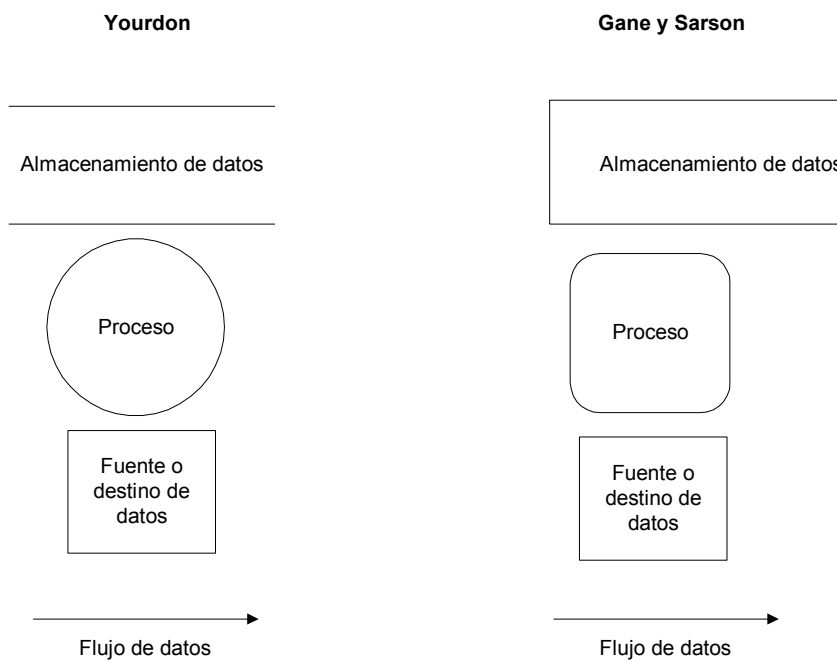 Yourdon
Gane y Sarson
Almacenamiento de datos
Almacenamiento de datos
Proceso
Proceso
Fuente o
destino de
datos
Fuente o
destino de
datos
Flujo de datos
Flujo de datos